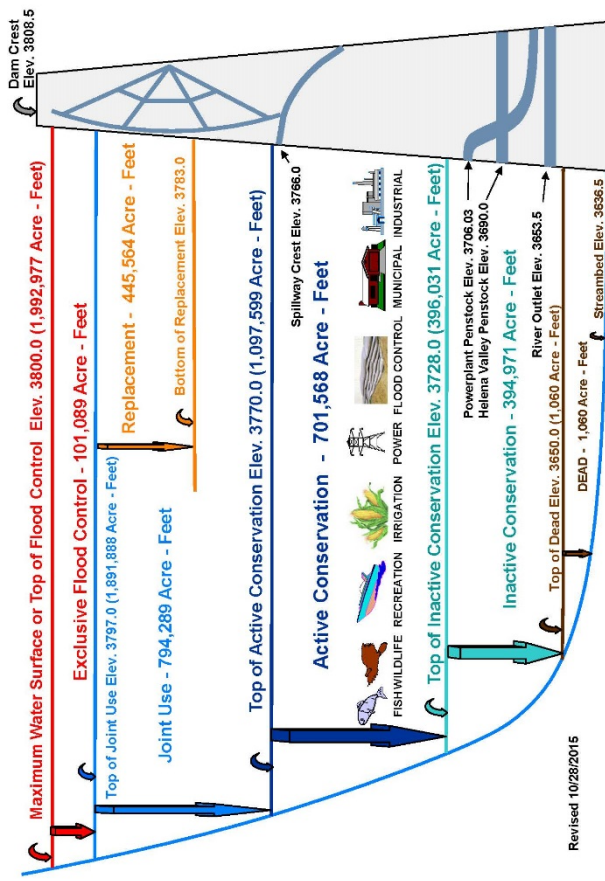 Dam Crest
Elev. 3808.5
Maximum Water Surface or Top of Flood Control Elev. 3800.0 (1,992,977 Acre - Feet)
Exclusive Flood Control - 101,089 Acre - Feet
Top of Joint Use Elev. 3797.0 (1,891,888 Acre - Feet)
Replacement - 445,564 Acre - Feet
Joint Use - 794,289 Acre - Feet
Bottom of Replacement Elev. 3783.0
Top of Active Conservation Elev. 3770.0 (1,097,599 Acre - Feet)
Spillway Crest Elev. 3766.0
Active Conservation - 701,568 Acre - Feet
FISH WILDLIFE RECREATION IRRIGATION POWER FLOOD CONTROL MUNICIPAL INDUSTRIAL
Top of Inactive Conservation Elev. 3728.0 (396,031 Acre - Feet)
Powerplant Penstock Elev. 3706.03
Helena Valley Penstock Elev. 3690.0
Inactive Conservation - 394,971 Acre - Feet
River Outlet Elev. 3653.5
Top of Dead Elev. 3650.0 (1,060 Acre - Feet)
DEAD - 1,060 Acre - Feet
Streambed Elev. 3636.5
Revised 10/28/2015